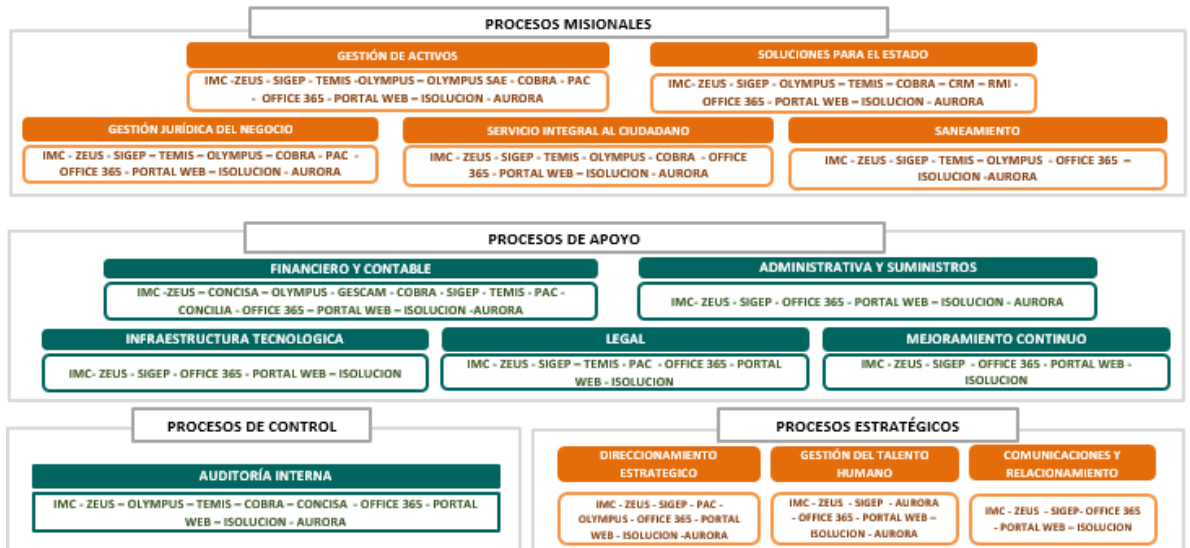 PROCESOS MISIONALES
GESTIÓN DE ACTIVOS
IMC -ZEUS - SIGEP - TEMIS -OLYMPUS – OLYMPUS SAE - COBRA - PAC
- OFFICE 365 - PORTAL WEB – ISOLUCION - AURORA
SOLUCIONES PARA EL ESTADO
IMC- ZEUS – SIGEP - OLYMPUS – TEMIS – COBRA – CRM – RMI -
OFFICE 365 - PORTAL WEB – ISOLUCION - AURORA
GESTIÓN JURÍDICA DEL NEGOCIO
IMC - ZEUS - SIGEP – TEMIS – OLYMPUS – COBRA - PAC -
OFFICE 365 - PORTAL WEB – ISOLUCION - AURORA
SERVICIO INTEGRAL AL CIUDADANO
IMC - ZEUS - SIGEP - TEMIS - OLYMPUS - COBRA - OFFICE
365 - PORTAL WEB – ISOLUCION - AURORA
SANEAMIENTO
IMC - ZEUS - SIGEP - TEMIS – OLYMPUS - OFFICE 365 –
ISOLUCION -AURORA
PROCESOS DE APOYO
FINANCIERO Y CONTABLE
IMC -ZEUS – CONCISA – OLYMPUS - GESCAM - COBRA - SIGEP - TEMIS - PAC -
CONCILIA - OFFICE 365 – PORTAL WEB – ISOLUCION -AURORA
ADMINISTRATIVA Y SUMINISTROS
IMC- ZEUS - SIGEP - OFFICE 365 - PORTAL WEB – ISOLUCION - AURORA
INFRAESTRUCTURA TECNOLOGICA
IMC- ZEUS - SIGEP - OFFICE 365 - PORTAL WEB – ISOLUCION
LEGAL
IMC - ZEUS - SIGEP – TEMIS - PAC - OFFICE 365 - PORTAL
WEB - ISOLUCION
MEJORAMIENTO CONTINUO
IMC - ZEUS - SIGEP - OFFICE 365 - PORTAL WEB -
ISOLUCION
PROCESOS DE CONTROL
AUDITORÍA INTERNA
IMC - ZEUS – OLYMPUS – TEMIS – COBRA – CONCISA - OFFICE 365 - PORTAL
WEB – ISOLUCION - AURORA
PROCESOS ESTRATÉGICOS
DIRECCIONAMIENTO
ESTRATEGICO
IMC - ZEUS - SIGEP - PAC -
OLYMPUS - OFFICE 365 - PORTAL
WEB - ISOLUCION -AURORA
GESTIÓN DEL TALENTO
HUMANO
IMC - ZEUS - SIGEP - AURORA
- OFFICE 365 - PORTAL WEB –
ISOLUCION - AURORA
COMUNICACIONES Y
RELACIONAMIENTO
IMC - ZEUS - SIGEP- OFFICE 365
- PORTAL WEB – ISOLUCION